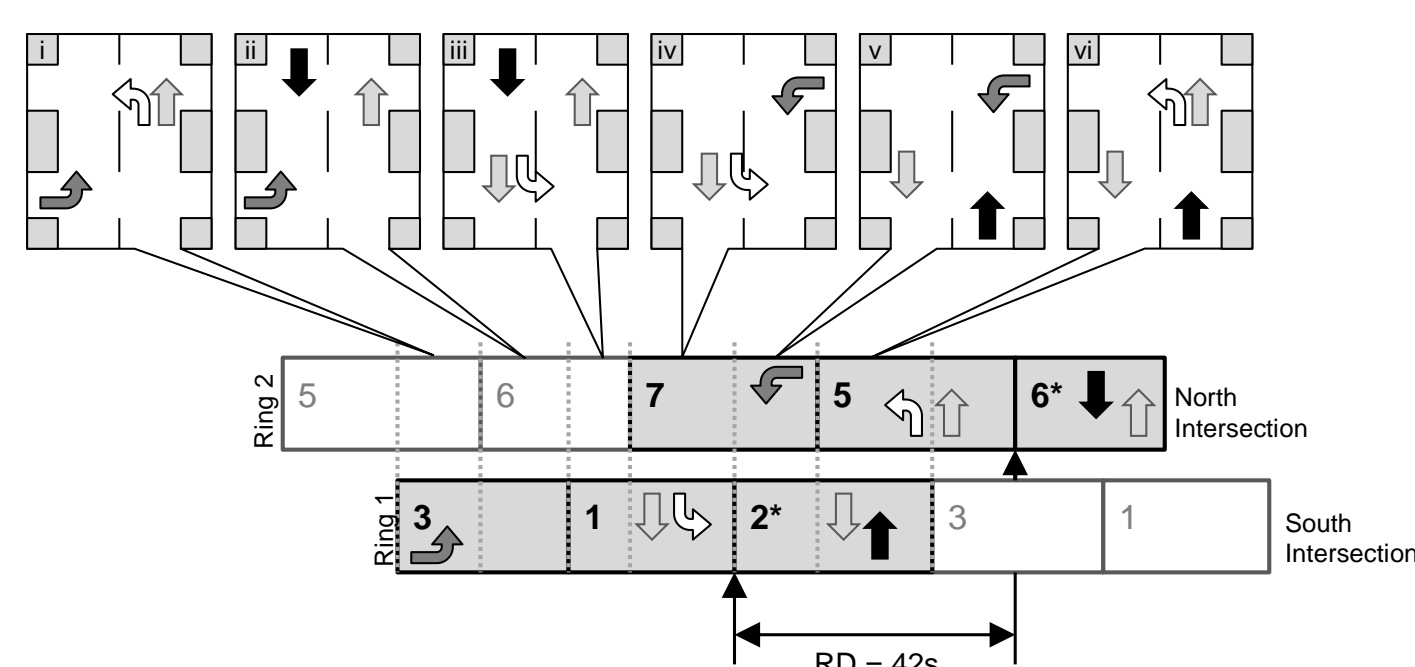 i ii iii iv v vi
Ring 2
5 6 7 5 6*
North
Intersection
Ring 1
3 1 2* 3 1
South
Intersection
RD = 42s